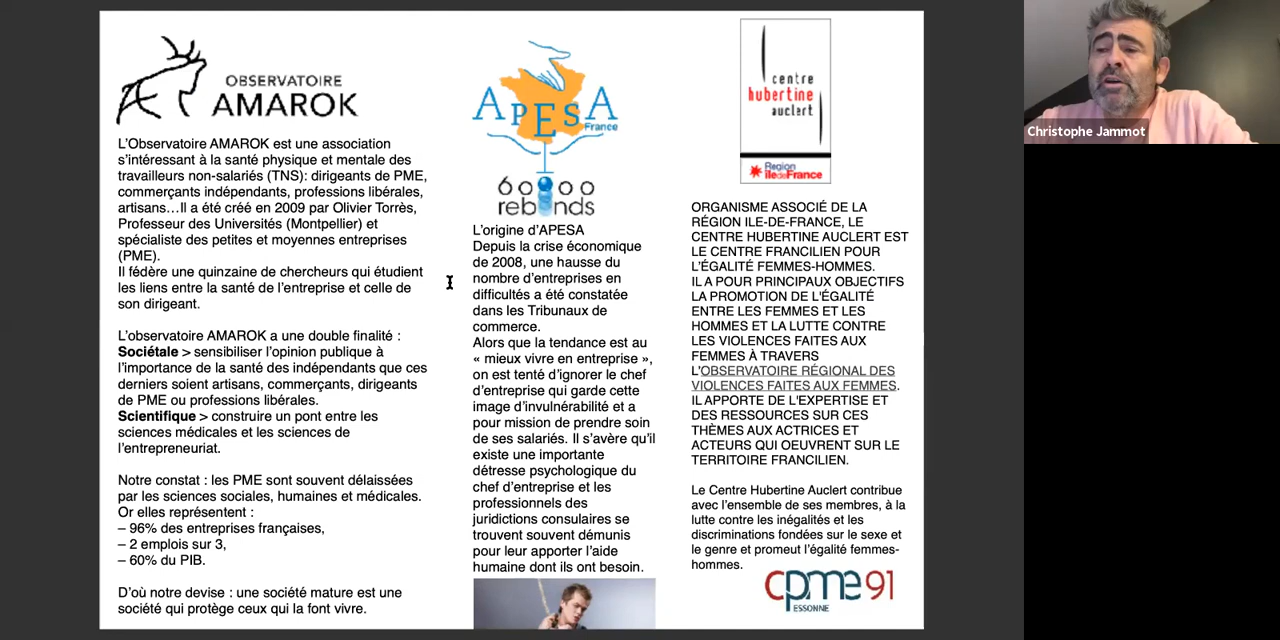 OBSERVATOIRE
AMAROK
L'Observatoire AMAROK est une association
s'intéressant à la santé physique et mentale des
travailleurs non-salariés (TNS): dirigeants de PME,
commerçants indépendants, professions libérales,
artisans…Il a été créé en 2009 par Olivier Torrès,
Professeur des Universités (Montpellier) et
spécialiste des petites et moyennes entreprises
(PME).
Il fédère une quinzaine de chercheurs qui étudient
les liens entre la santé de l'entreprise et celle de
son dirigeant.
L'observatoire AMAROK a une double finalité :
Sociétale > sensibiliser l'opinion publique à
l'importance de la santé des indépendants que ces
derniers soient artisans, commerçants, dirigeants
de PME ou professions libérales.
Scientifique > construire un pont entre les
sciences médicales et les sciences de
l'entrepreneuriat.
Notre constat : les PME sont souvent délaissées
par les sciences sociales, humaines et médicales.
Or elles représentent :
– 96% des entreprises françaises,
– 2 emplois sur 3,
– 60% du PIB.
D'où notre devise : une société mature est une
société qui protège ceux qui la font vivre.
APESA
France
60000
rebonds
L'origine d'APESA
Depuis la crise économique
de 2008, une hausse du
nombre d'entreprises en
difficultés a été constatée
dans les Tribunaux de
commerce.
Alors que la tendance est au
« mieux vivre en entreprise »,
on est tenté d'ignorer le chef
d'entreprise qui garde cette
image d'invulnérabilité et a
pour mission de prendre soin
de ses salariés. Il s'avère qu'il
existe une importante
détresse psychologique du
chef d'entreprise et les
professionnels des
juridictions consulaires se
trouvent souvent démunis
pour leur apporter l'aide
humaine dont ils ont besoin.
centre
hubertine
auclert
Région
îledeFrance
ORGANISME ASSOCIÉ DE LA
RÉGION ILE-DE-FRANCE, LE
CENTRE HUBERTINE AUCLERT EST
LE CENTRE FRANCILIEN POUR
L'ÉGALITÉ FEMMES-HOMMES.
IL A POUR PRINCIPAUX OBJECTIFS
LA PROMOTION DE L'ÉGALITÉ
ENTRE LES FEMMES ET LES
HOMMES ET LA LUTTE CONTRE
LES VIOLENCES FAITES AUX
FEMMES À TRAVERS
L'OBSERVATOIRE RÉGIONAL DES
VIOLENCES FAITES AUX FEMMES.
IL APPORTE DE L'EXPERTISE ET
DES RESSOURCES SUR CES
THÈMES AUX ACTRICES ET
ACTEURS QUI OEUVRENT SUR LE
TERRITOIRE FRANCILIEN.
Le Centre Hubertine Auclert contribue
avec l'ensemble de ses membres, à la
lutte contre les inégalités et les
discriminations fondées sur le sexe et
le genre et promeut l'égalité femmes-
hommes.
cpme 91
ESSONNE
Christophe Jammot